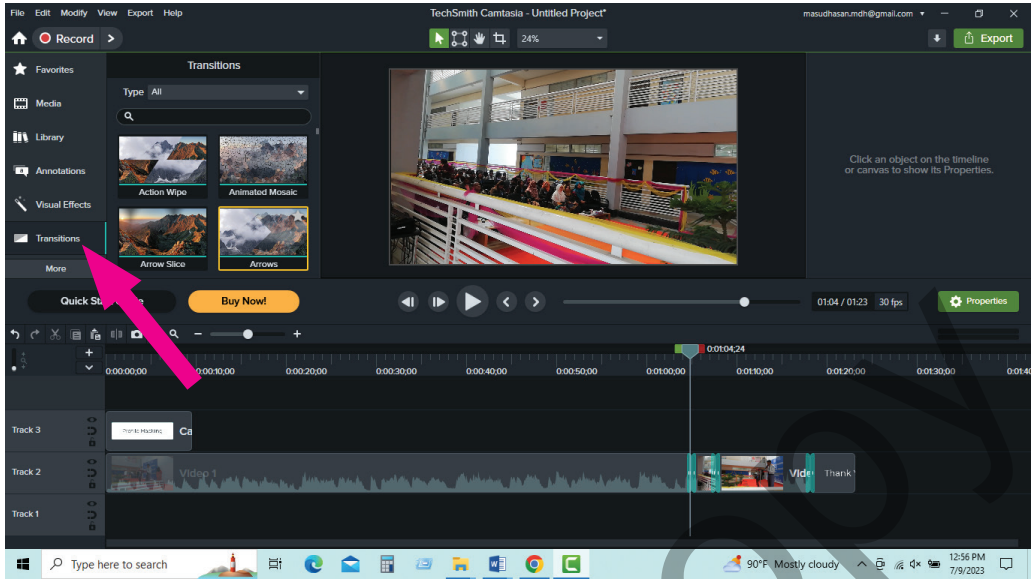 File Edit Modify View Export Help
TechSmith Camtasia - Untitled Project*
masudhasan.mdh@gmail.com
Record
24%
Export
Favorites
Media
Library
Annotations
Visual Effects
Transitions
More
Transitions
Type All
Action Wipe
Animated Mosaic
Arrow Slice
Arrows
Click an object on the timeline
or canvas to show its Properties.
Buy Now!
01:04 / 01:23 30 fps
Properties
0:01:04;24
0:00:00;00 0:00:10;00 0:00:20;00 0:00:30;00 0:00:40;00 0:00:50;00 0:01:00;00 0:01:10;00 0:01:20;00 0:01:30;00
Track 3
Ca
Track 2
Video 1
Vide
Thank
Track 1
Type here to search
90°F Mostly cloudy
12:56 PM
7/9/2023